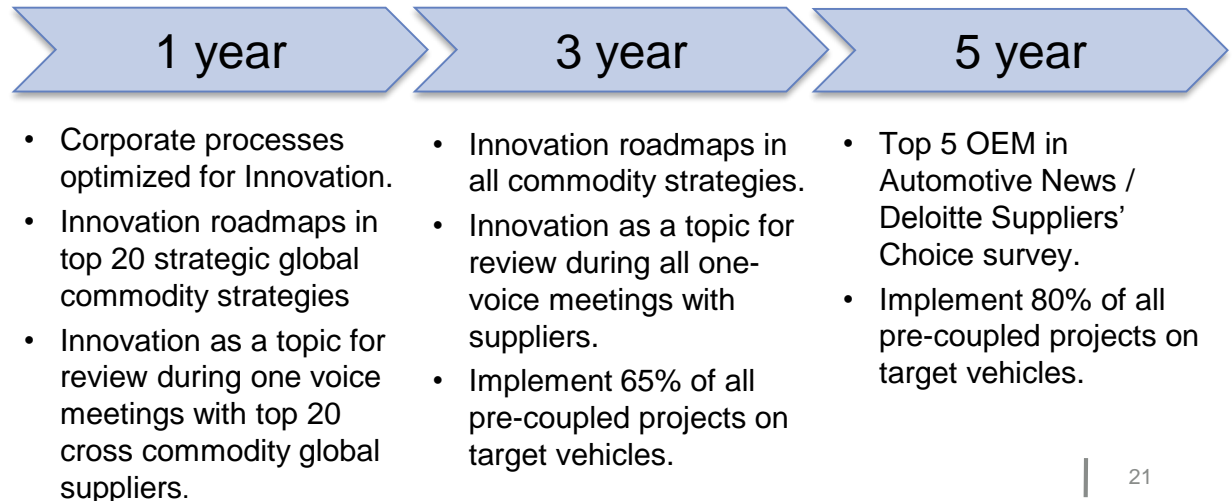 1 year
3 year
5 year
• Corporate processes
optimized for Innovation.
• Innovation roadmaps in
top 20 strategic global
commodity strategies
• Innovation as a topic for
review during one voice
meetings with top 20
cross commodity global
suppliers.
• Innovation roadmaps in
all commodity strategies.
• Innovation as a topic for
review during all one-
voice meetings with
suppliers.
• Implement 65% of all
pre-coupled projects on
target vehicles.
• Top 5 OEM in
Automotive News /
Deloitte Suppliers’
Choice survey.
• Implement 80% of all
pre-coupled projects on
target vehicles.
21